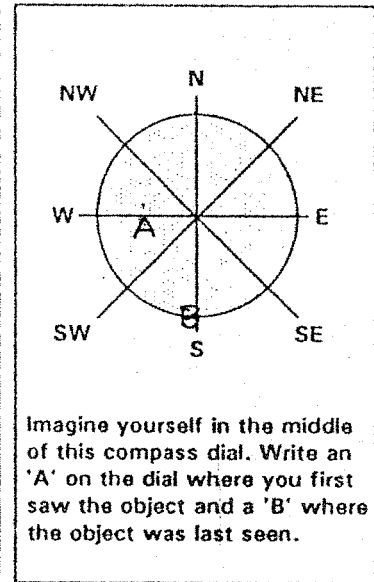 N
NW NE
W A E
B
SW SE
S
Imagine yourself in the middle
of this compass dial. Write an
'A' on the dial where you first
saw the object and a 'B' where
the object was last seen.